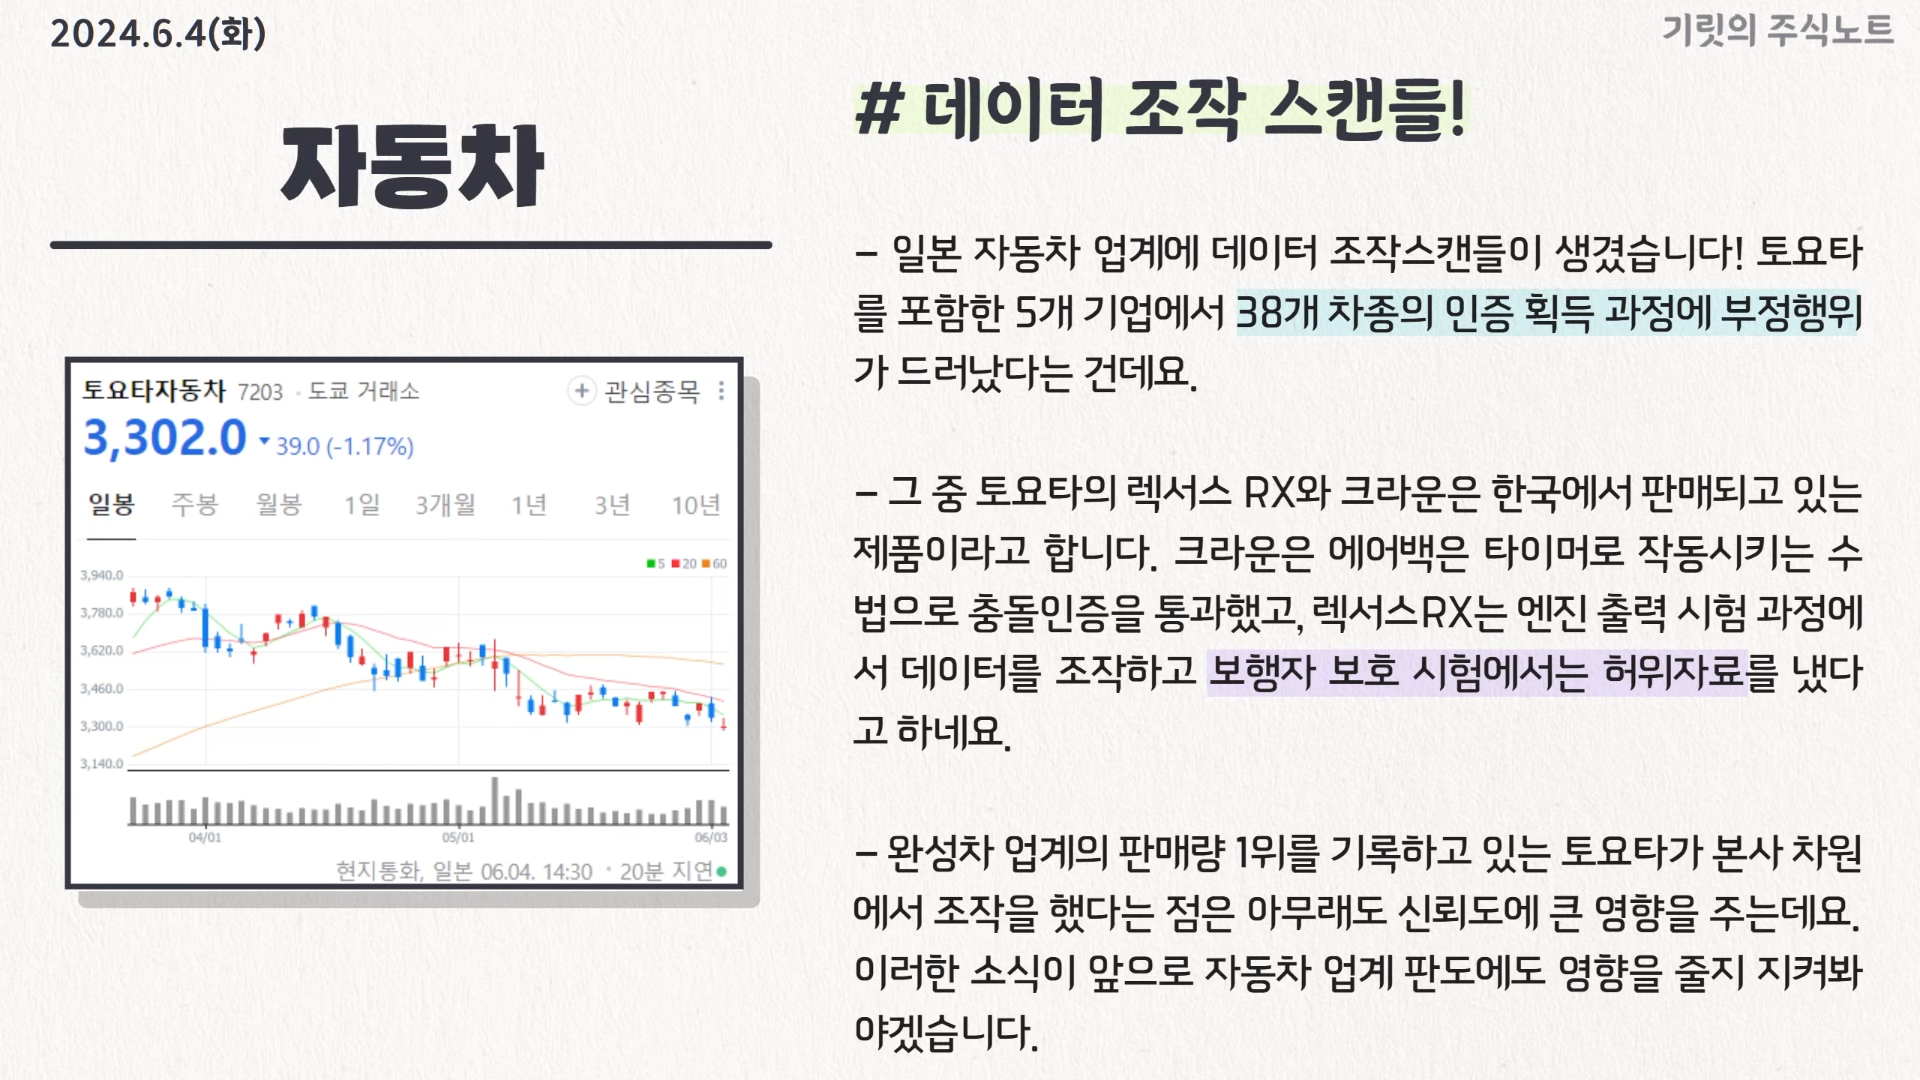 2024.6.4(화)
기릿의 주식노트
자동차
토요타자동차 7203 · 도쿄 거래소
+ 관심종목
3,302.0 ▼39.0 (-1.17%)
일봉 주봉 월봉 1일 3개월 1년 3년 10년
5 20 60
3,940.0
3,780.0
3,620.0
3,460.0
3,300.0
3,140.0
04/01 05/01 06/03
현지통화, 일본 06.04. 14:30 · 20분 지연
# 데이터 조작 스캔들!
– 일본 자동차 업계에 데이터 조작스캔들이 생겼습니다! 토요타
를 포함한 5개 기업에서 38개 차종의 인증 획득 과정에 부정행위
가 드러났다는 건데요.
– 그 중 토요타의 렉서스 RX와 크라운은 한국에서 판매되고 있는
제품이라고 합니다. 크라운은 에어백은 타이머로 작동시키는 수
법으로 충돌인증을 통과했고, 렉서스RX는 엔진 출력 시험 과정에
서 데이터를 조작하고 보행자 보호 시험에서는 허위자료를 냈다
고 하네요.
– 완성차 업계의 판매량 1위를 기록하고 있는 토요타가 본사 차원
에서 조작을 했다는 점은 아무래도 신뢰도에 큰 영향을 주는데요.
이러한 소식이 앞으로 자동차 업계 판도에도 영향을 줄지 지켜봐
야겠습니다.